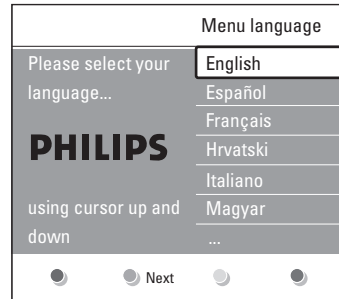 Menu language
Please select your
language...
PHILIPS
using cursor up and
down
English
Español
Français
Hrvatski
Italiano
Magyar
...
Next